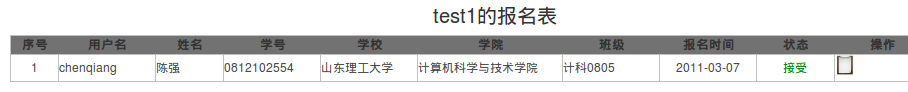 test1的报名表
序号 用户名 姓名 学号 学校 学院 班级 报名时间 状态 操作
1 chenqiang 陈强 0812102554 山东理工大学 计算机科学与技术学院 计科0805 2011-03-07 接受